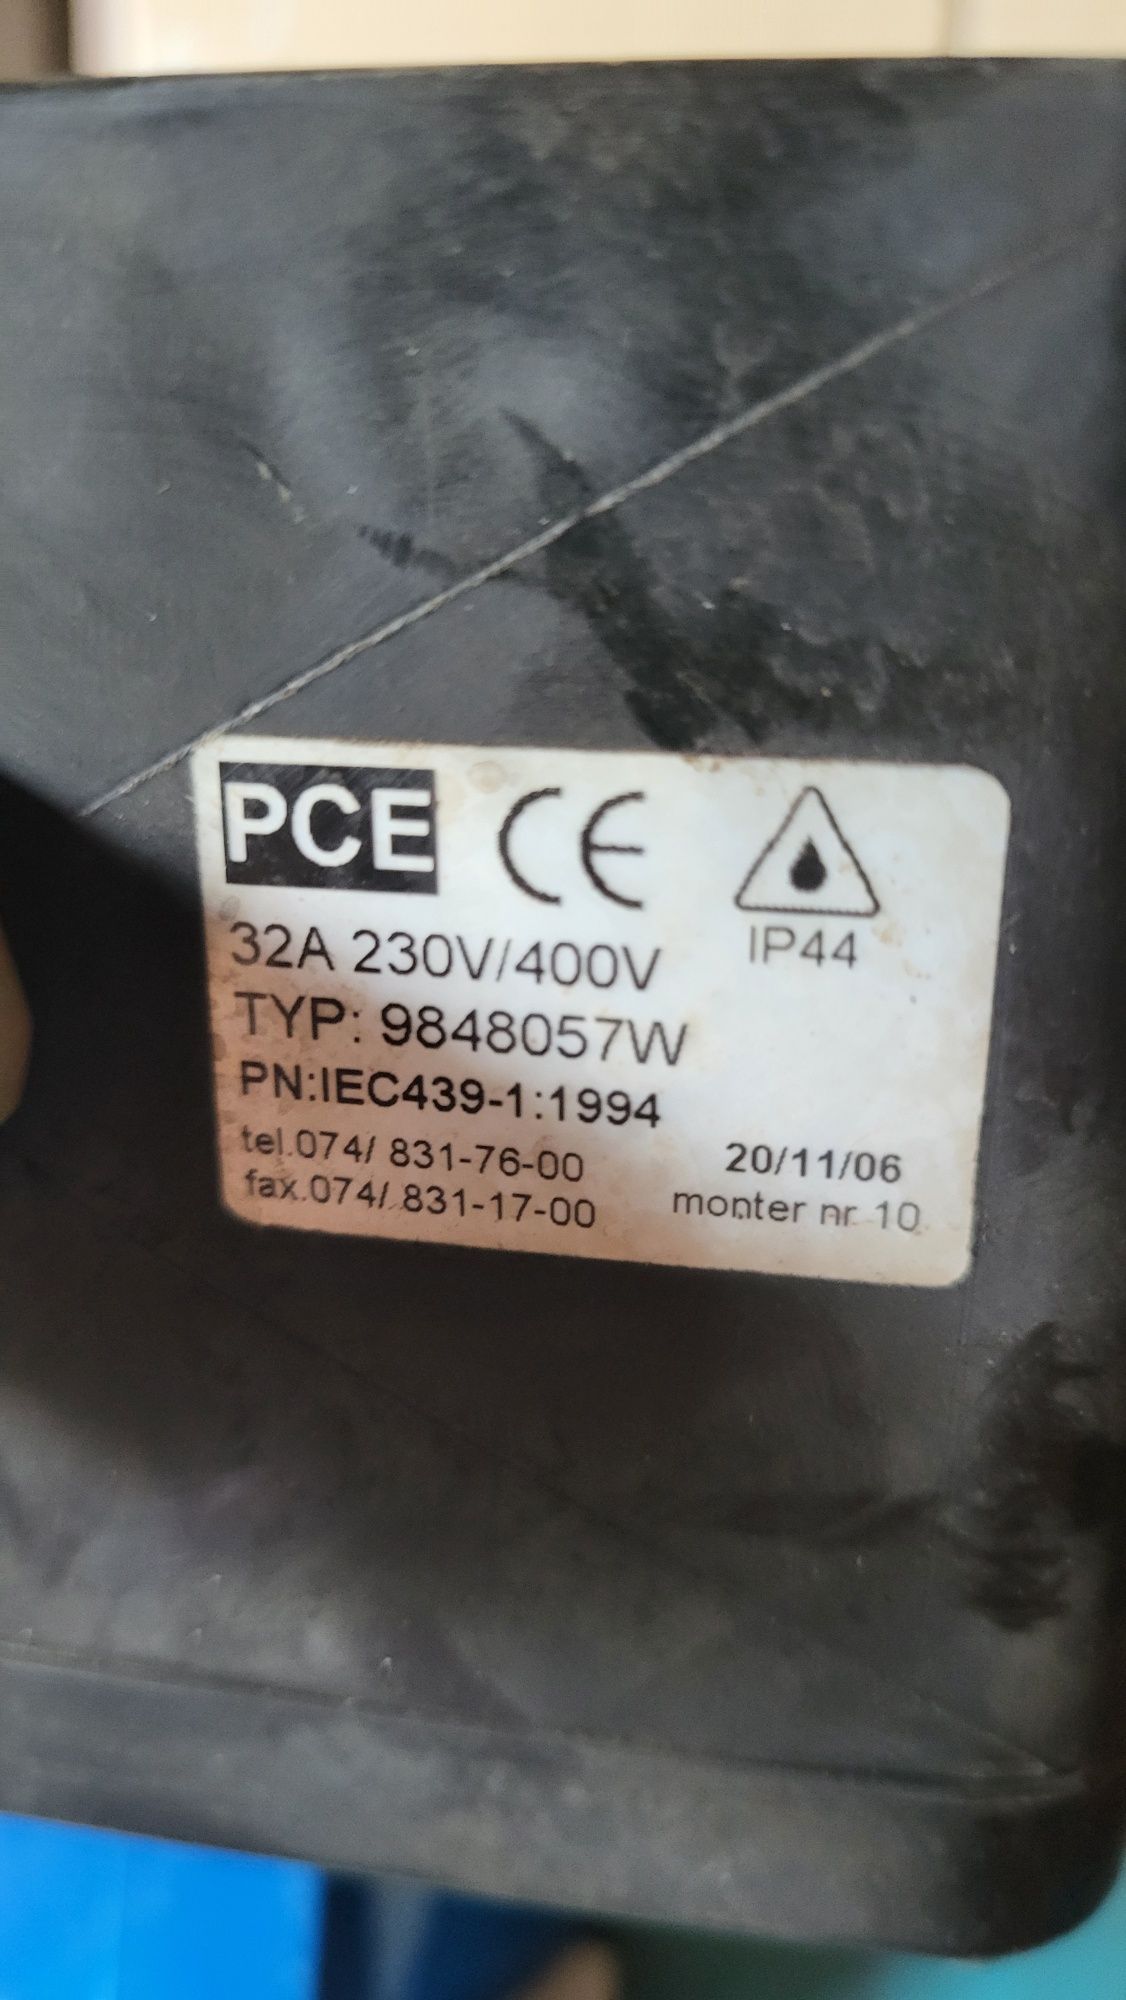 PCE CE
IP44
32A 230V/400V
TYP: 9848057W
PN:IEC439-1:1994
tel.074/ 831-76-00
fax.074/ 831-17-00
20/11/06
monter nr 10